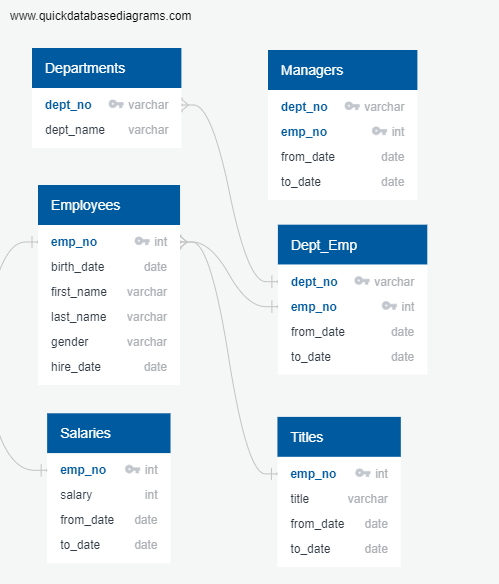 www.quickdatabasediagrams.com
Departments
dept_no varchar
dept_name varchar
Managers
dept_no varchar
emp_no int
from_date date
to_date date
Employees
emp_no int
birth_date date
first_name varchar
last_name varchar
gender varchar
hire_date date
Dept_Emp
dept_no varchar
emp_no int
from_date date
to_date date
Salaries
emp_no int
salary int
from_date date
to_date date
Titles
emp_no int
title varchar
from_date date
to_date date